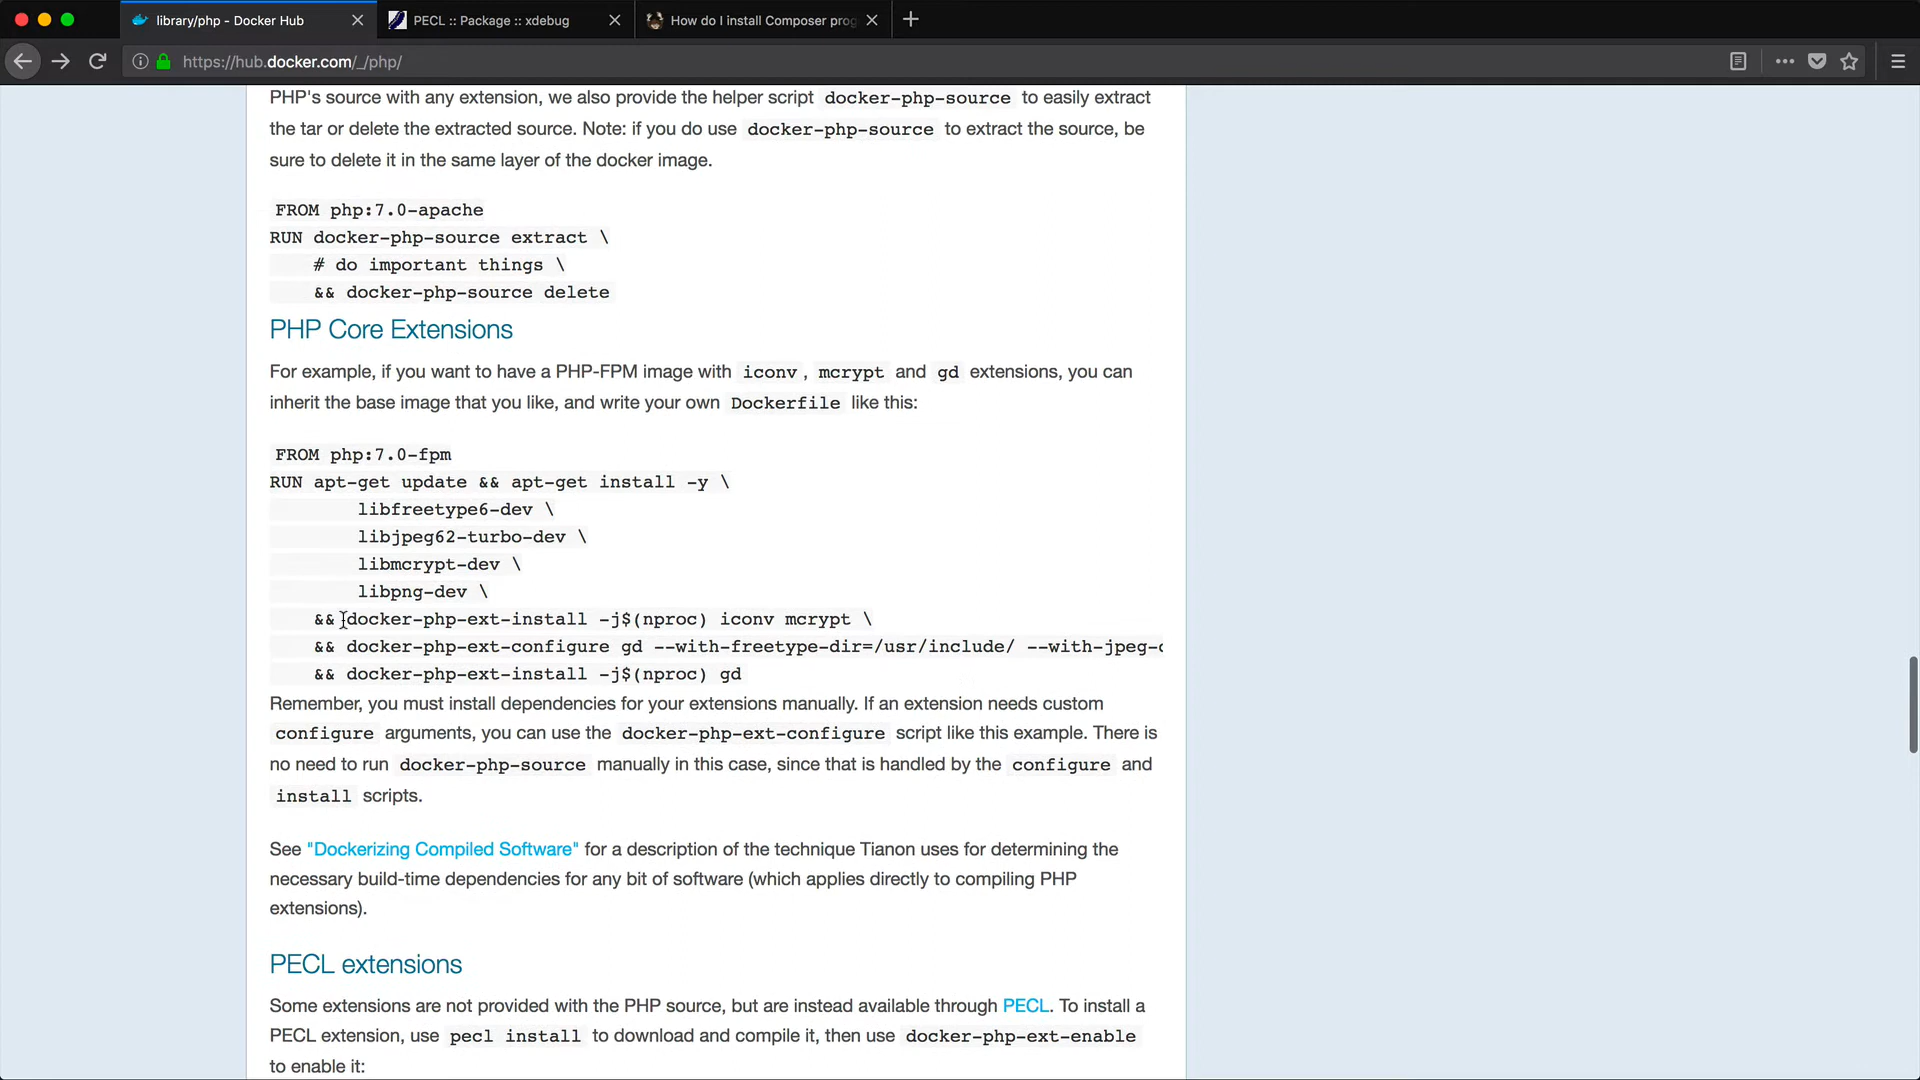 library/php - Docker Hub
PECL :: Package :: xdebug
How do I install Composer prog
https://hub.docker.com/_/php/
PHP's source with any extension, we also provide the helper script docker-php-source to easily extract
the tar or delete the extracted source. Note: if you do use docker-php-source to extract the source, be
sure to delete it in the same layer of the docker image.
FROM php:7.0-apache
RUN docker-php-source extract \
# do important things \
&& docker-php-source delete
PHP Core Extensions
For example, if you want to have a PHP-FPM image with iconv, mcrypt and gd extensions, you can
inherit the base image that you like, and write your own Dockerfile like this:
FROM php:7.0-fpm
RUN apt-get update && apt-get install -y \
libfreetype6-dev \
libjpeg62-turbo-dev \
libmcrypt-dev \
libpng-dev \
&& docker-php-ext-install -j$(nproc) iconv mcrypt \
&& docker-php-ext-configure gd --with-freetype-dir=/usr/include/ --with-jpeg-
&& docker-php-ext-install -j$(nproc) gd
Remember, you must install dependencies for your extensions manually. If an extension needs custom
configure arguments, you can use the docker-php-ext-configure script like this example. There is
no need to run docker-php-source manually in this case, since that is handled by the configure and
install scripts.
See "Dockerizing Compiled Software" for a description of the technique Tianon uses for determining the
necessary build-time dependencies for any bit of software (which applies directly to compiling PHP
extensions).
PECL extensions
Some extensions are not provided with the PHP source, but are instead available through PECL. To install a
PECL extension, use pecl install to download and compile it, then use docker-php-ext-enable
to enable it: